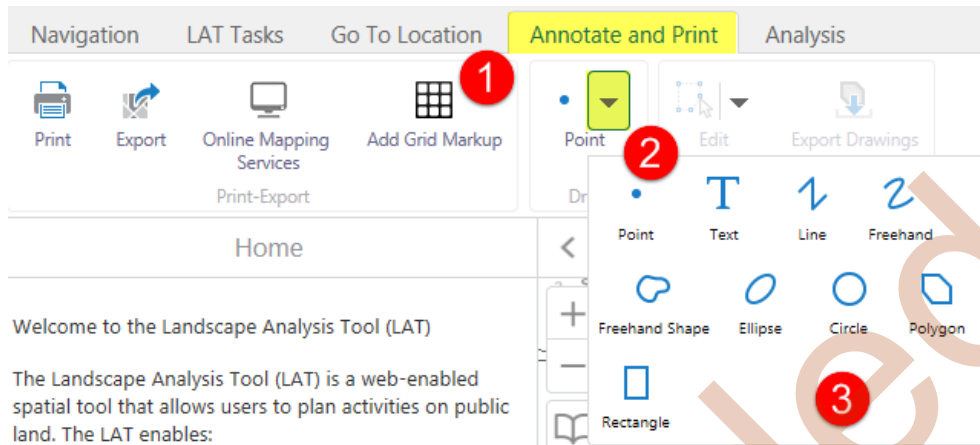 Navigation LAT Tasks Go To Location Annotate and Print Analysis
1
Print Export Online Mapping Services Add Grid Markup Point Edit Export Drawings
2
Print-Export Dr
Point Text Line Freehand
Home
Freehand Shape Ellipse Circle Polygon
Welcome to the Landscape Analysis Tool (LAT)
The Landscape Analysis Tool (LAT) is a web-enabled
spatial tool that allows users to plan activities on public
land. The LAT enables:
Rectangle
3